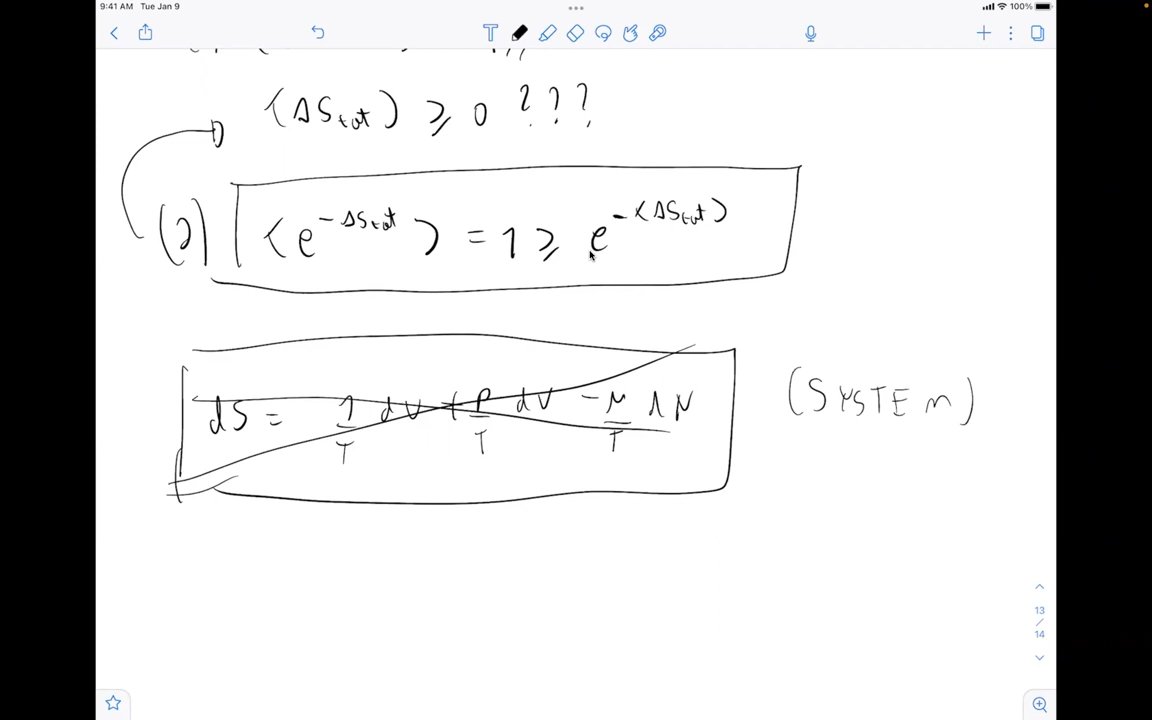 9:41 AM Tue Jan 9
100%
⟨ΔS_tot⟩ ≥ 0 ???
(2) ⟨e^{-ΔS_tot}⟩ = 1 ≥ e^{-⟨ΔS_tot⟩}
dS = 1/T dU + P/T dV - μ/T dN (SYSTEM)
13
/
14